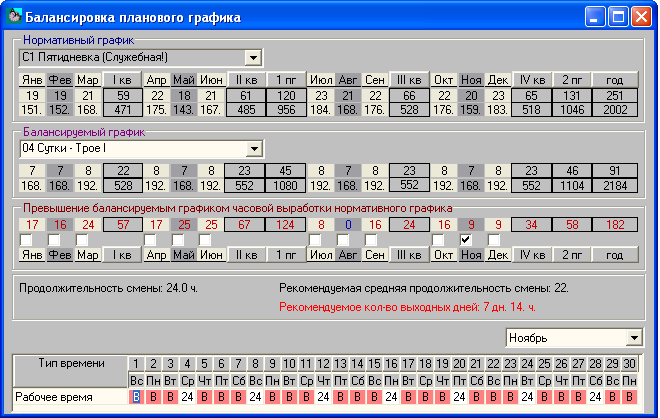 Балансировка планового графика
Нормативный график
С1 Пятидневка (Служебная!)
Янв Фев Мар I кв Апр Май Июн II кв 1 пг Июл Авг Сен III кв Окт Ноя Дек IV кв 2 пг год
19 19 21 59 22 18 21 61 120 23 21 22 66 22 20 23 65 131 251
151. 152. 168. 471 175. 143. 167. 485 956 184. 168. 176. 528 176. 159. 183. 518 1046 2002
Балансируемый график
04 Сутки - Трое I
7 7 8 22 7 7 8 23 45 8 7 8 23 8 7 8 23 46 91
168. 168. 192. 528 192. 168. 192. 552 1080 192. 168. 192. 552 192. 168. 192. 552 1104 2184
Превышение балансируемым графиком часовой выработки нормативного графика
17 16 24 57 17 25 25 67 124 8 0 16 24 16 9 9 34 58 182
Янв Фев Мар I кв Апр Май Июн II кв 1 пг Июл Авг Сен III кв Окт Ноя Дек IV кв 2 пг год
Продолжительность смены: 24.0 ч. Рекомендуемая средняя продолжительность смены: 22.
Рекомендуемое кол-во выходных дней: 7 дн. 14. ч.
Ноябрь
Тип времени 1 2 3 4 5 6 7 8 9 10 11 12 13 14 15 16 17 18 19 20 21 22 23 24 25 26 27 28 29 30
Вс Пн Вт Ср Чт Пт Сб Вс Пн Вт Ср Чт Пт Сб Вс Пн Вт Ср Чт Пт Сб Вс Пн Вт Ср Чт Пт Сб Вс Пн
Рабочее время В В В 24 В В В 24 В В В 24 В В В 24 В В В 24 В В В 24 В В В 24 В В